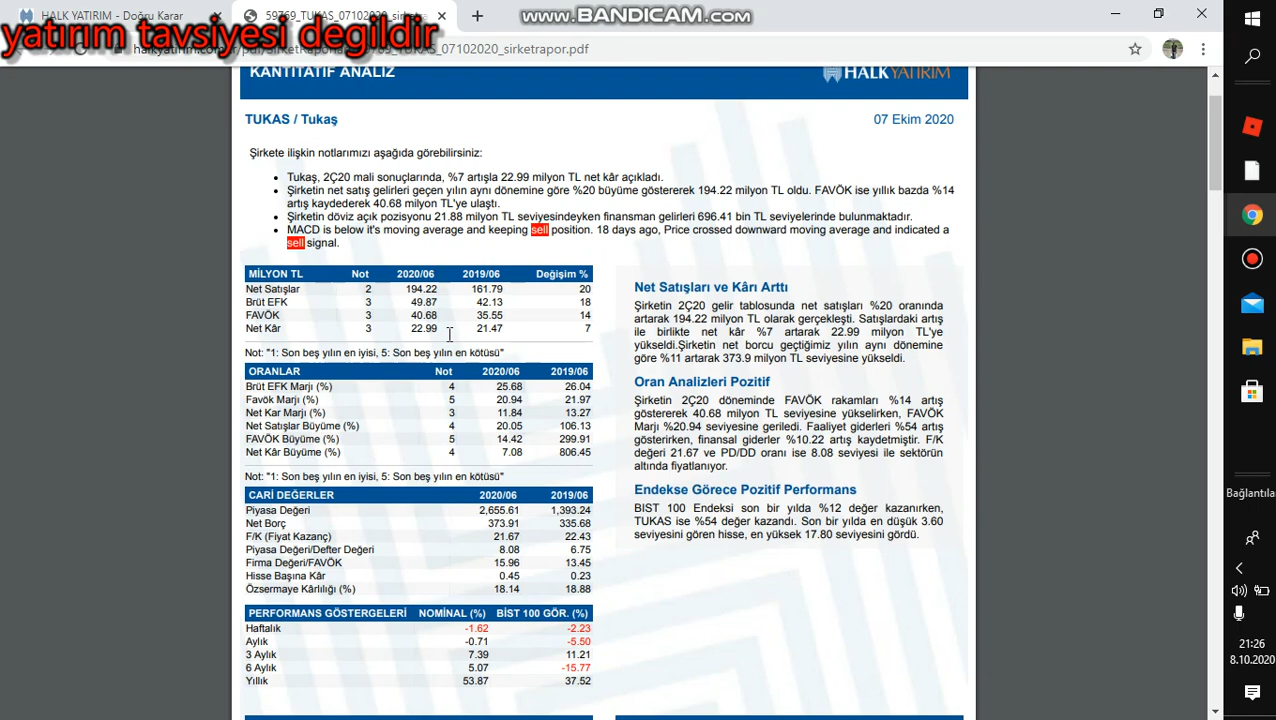 HALK YATIRIM - Doğru Karar
59769_TUKAS_07102020_sirketra
www.BANDICAM.com
yatırım tavsiyesi degildir
59769_TUKAS_07102020_sirketrapor.pdf
KANTİTATİF ANALİZ
HALKYATIRIM
TUKAS / Tukaş
07 Ekim 2020
Şirkete ilişkin notlarımızı aşağıda görebilirsiniz:
• Tukaş, 2Ç20 mali sonuçlarında, %7 artışla 22.99 milyon TL net kâr açıkladı.
• Şirketin net satış gelirleri geçen yılın aynı dönemine göre %20 büyüme göstererek 194.22 milyon TL oldu. FAVÖK ise yıllık bazda %14
artış kaydederek 40.68 milyon TL'ye ulaştı.
• Şirketin döviz açık pozisyonu 21.88 milyon TL seviyesindeyken finansman gelirleri 696.41 bin TL seviyelerinde bulunmaktadır.
• MACD is below it's moving average and keeping sell position. 18 days ago, Price crossed downward moving average and indicated a
sell signal.
MİLYON TL Not 2020/06 2019/06 Değişim %
Net Satışlar 2 194.22 161.79 20
Brüt EFK 3 49.87 42.13 18
FAVÖK 3 40.68 35.55 14
Net Kâr 3 22.99 21.47 7
Not: "1: Son beş yılın en iyisi, 5: Son beş yılın en kötüsü"
ORANLAR Not 2020/06 2019/06
Brüt EFK Marjı (%) 4 25.68 26.04
Favök Marjı (%) 5 20.94 21.97
Net Kar Marjı (%) 3 11.84 13.27
Net Satışlar Büyüme (%) 4 20.05 106.13
FAVÖK Büyüme (%) 5 14.42 299.91
Net Kâr Büyüme (%) 4 7.08 806.45
Not: "1: Son beş yılın en iyisi, 5: Son beş yılın en kötüsü"
CARİ DEĞERLER 2020/06 2019/06
Piyasa Değeri 2,655.61 1,393.24
Net Borç 373.91 335.68
F/K (Fiyat Kazanç) 21.67 22.43
Piyasa Değeri/Defter Değeri 8.08 6.75
Firma Değeri/FAVÖK 15.96 13.45
Hisse Başına Kâr 0.45 0.23
Özsermaye Kârlılığı (%) 18.14 18.88
PERFORMANS GÖSTERGELERİ NOMİNAL (%) BİST 100 GÖR. (%)
Haftalık -1.62 -2.23
Aylık -0.71 -5.50
3 Aylık 7.39 11.21
6 Aylık 5.07 -15.77
Yıllık 53.87 37.52
Net Satışları ve Kârı Arttı
Şirketin 2Ç20 gelir tablosunda net satışları %20 oranında
artarak 194.22 milyon TL olarak gerçekleşti. Satışlardaki artış
ile birlikte net kâr %7 artarak 22.99 milyon TL'ye
yükseldi.Şirketin net borcu geçtiğimiz yılın aynı dönemine
göre %11 artarak 373.9 milyon TL seviyesine yükseldi.
Oran Analizleri Pozitif
Şirketin 2Ç20 döneminde FAVÖK rakamları %14 artış
göstererek 40.68 milyon TL seviyesine yükselirken, FAVÖK
Marjı %20.94 seviyesine geriledi. Faaliyet giderleri %54 artış
gösterirken, finansal giderler %10.22 artış kaydetmiştir. F/K
değeri 21.67 ve PD/DD oranı ise 8.08 seviyesi ile sektörün
altında fiyatlanıyor.
Endekse Görece Pozitif Performans
BIST 100 Endeksi son bir yılda %12 değer kazanırken,
TUKAS ise %54 değer kazandı. Son bir yılda en düşük 3.60
seviyesini gören hisse, en yüksek 17.80 seviyesini gördü.
Bağlantılar
21:26
8.10.2020